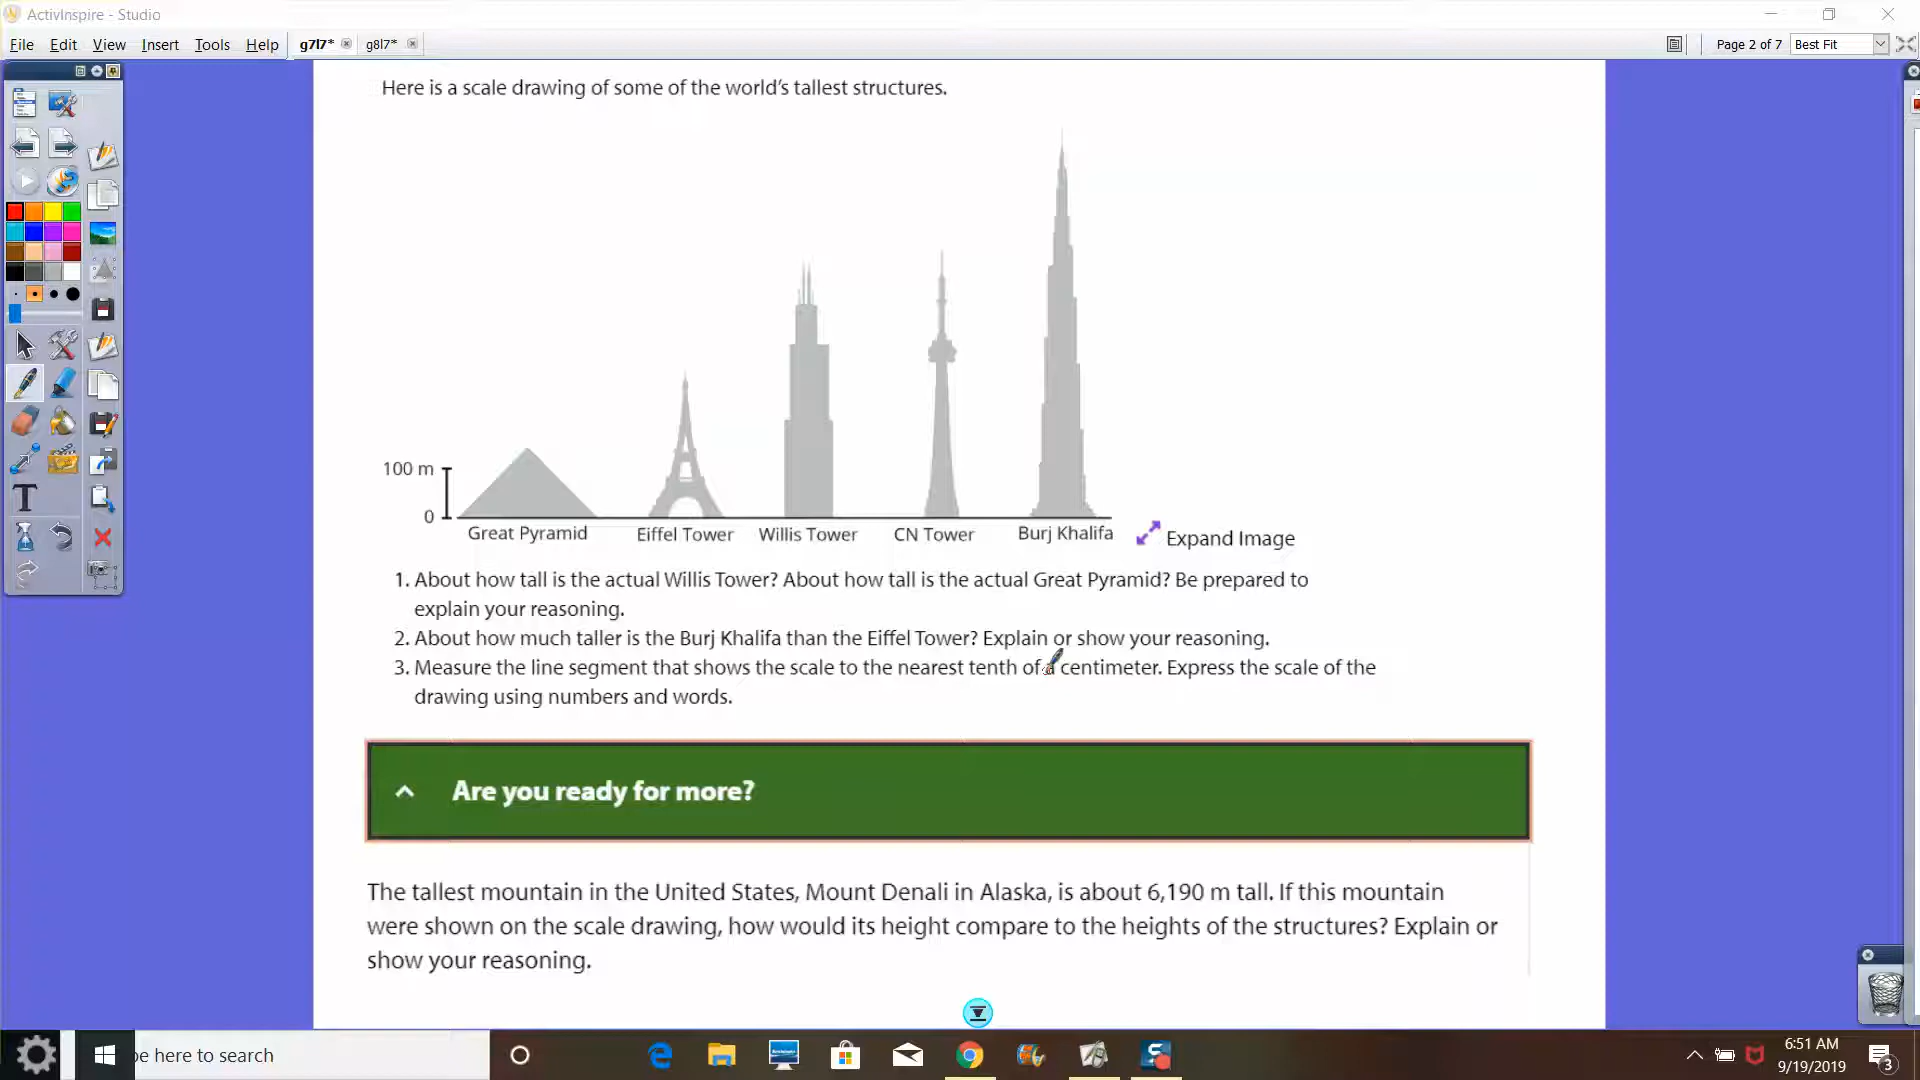 ActivInspire - Studio
File Edit View Insert Tools Help g7l7* g8l7* Page 2 of 7 Best Fit
Here is a scale drawing of some of the world's tallest structures.
100 m
0
Great Pyramid Eiffel Tower Willis Tower CN Tower Burj Khalifa Expand Image
1. About how tall is the actual Willis Tower? About how tall is the actual Great Pyramid? Be prepared to
explain your reasoning.
2. About how much taller is the Burj Khalifa than the Eiffel Tower? Explain or show your reasoning.
3. Measure the line segment that shows the scale to the nearest tenth of a centimeter. Express the scale of the
drawing using numbers and words.
Are you ready for more?
The tallest mountain in the United States, Mount Denali in Alaska, is about 6,190 m tall. If this mountain
were shown on the scale drawing, how would its height compare to the heights of the structures? Explain or
show your reasoning.
pe here to search
6:51 AM
9/19/2019
3